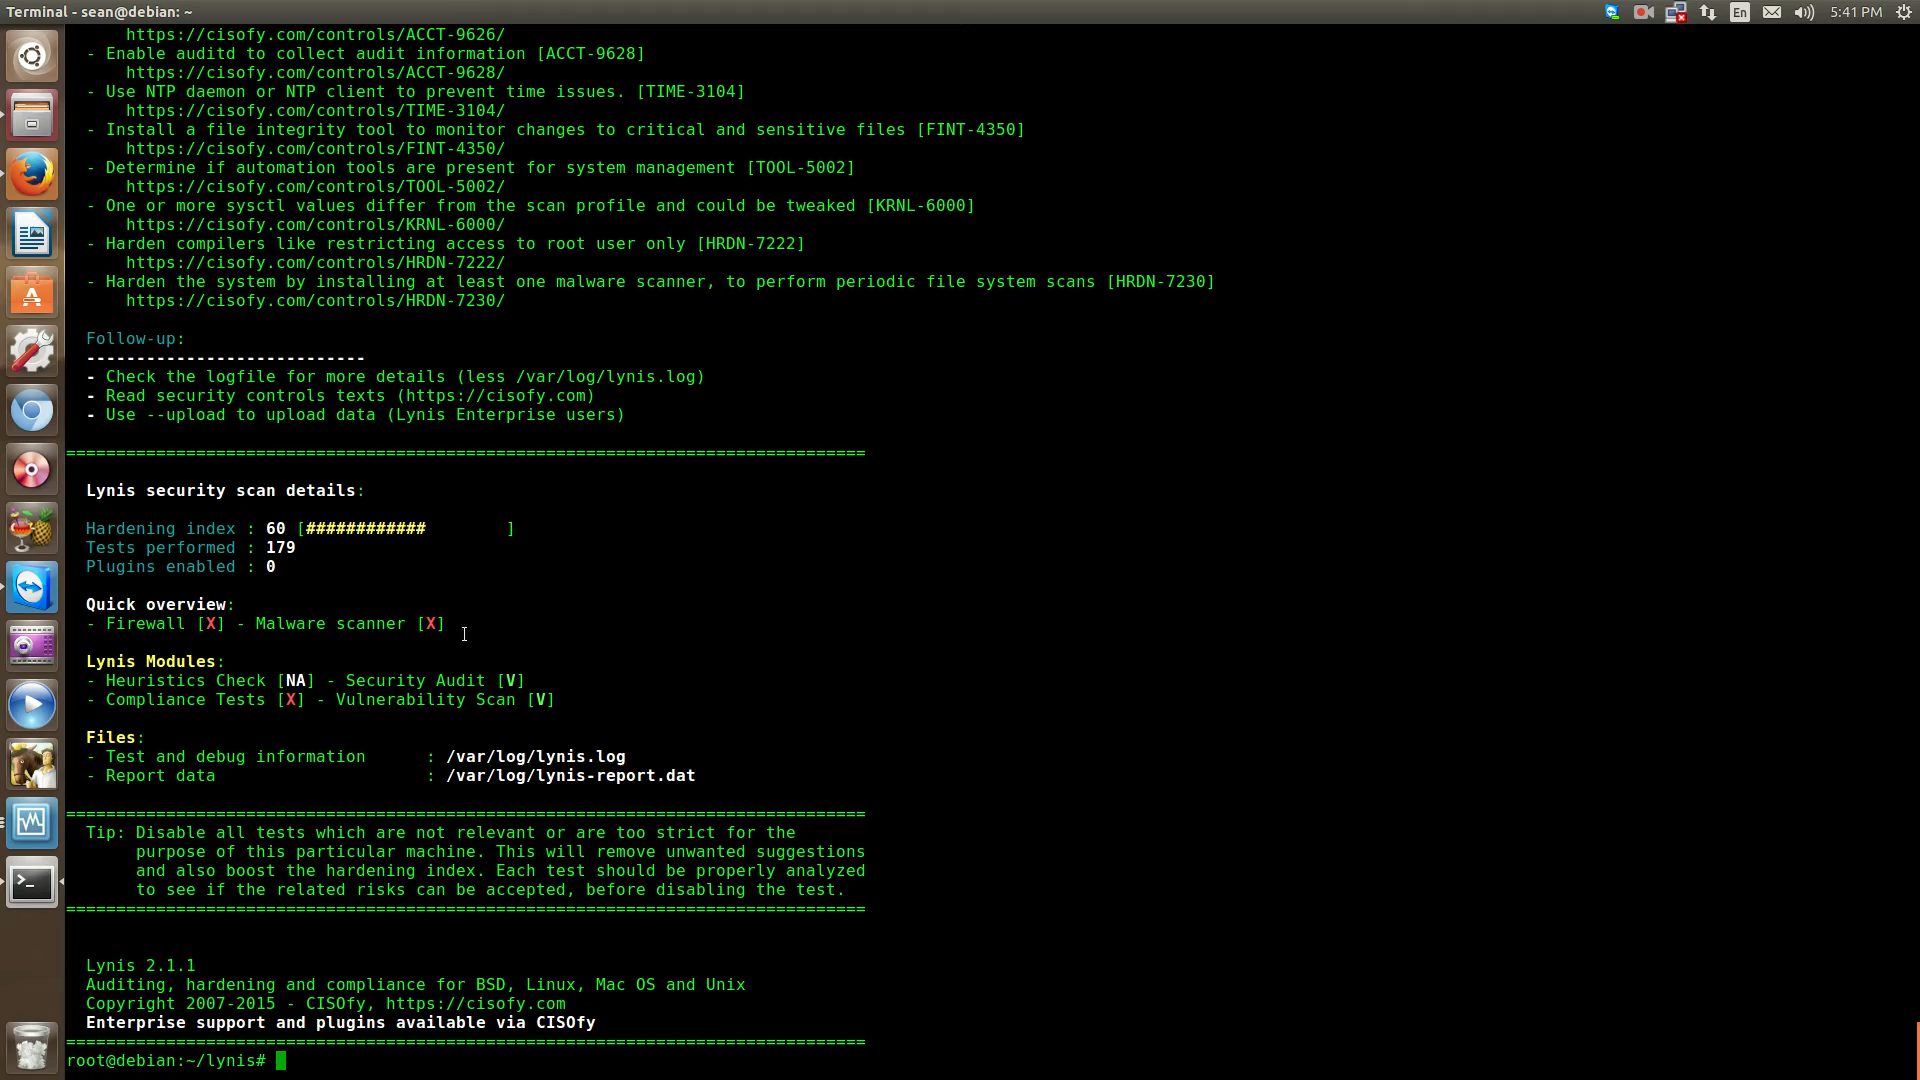 Terminal - sean@debian: ~
En
5:41 PM
https://cisofy.com/controls/ACCT-9626/
- Enable auditd to collect audit information [ACCT-9628]
https://cisofy.com/controls/ACCT-9628/
- Use NTP daemon or NTP client to prevent time issues. [TIME-3104]
https://cisofy.com/controls/TIME-3104/
- Install a file integrity tool to monitor changes to critical and sensitive files [FINT-4350]
https://cisofy.com/controls/FINT-4350/
- Determine if automation tools are present for system management [TOOL-5002]
https://cisofy.com/controls/TOOL-5002/
- One or more sysctl values differ from the scan profile and could be tweaked [KRNL-6000]
https://cisofy.com/controls/KRNL-6000/
- Harden compilers like restricting access to root user only [HRDN-7222]
https://cisofy.com/controls/HRDN-7222/
- Harden the system by installing at least one malware scanner, to perform periodic file system scans [HRDN-7230]
https://cisofy.com/controls/HRDN-7230/
Follow-up:
----------------------------
- Check the logfile for more details (less /var/log/lynis.log)
- Read security controls texts (https://cisofy.com)
- Use --upload to upload data (Lynis Enterprise users)
================================================================================
Lynis security scan details:
Hardening index : 60 [############        ]
Tests performed : 179
Plugins enabled : 0
Quick overview:
- Firewall [X] - Malware scanner [X]
Lynis Modules:
- Heuristics Check [NA] - Security Audit [V]
- Compliance Tests [X] - Vulnerability Scan [V]
Files:
- Test and debug information      : /var/log/lynis.log
- Report data                     : /var/log/lynis-report.dat
================================================================================
Tip: Disable all tests which are not relevant or are too strict for the
purpose of this particular machine. This will remove unwanted suggestions
and also boost the hardening index. Each test should be properly analyzed
to see if the related risks can be accepted, before disabling the test.
================================================================================
Lynis 2.1.1
Auditing, hardening and compliance for BSD, Linux, Mac OS and Unix
Copyright 2007-2015 - CISOfy, https://cisofy.com
Enterprise support and plugins available via CISOfy
================================================================================
root@debian:~/lynis#